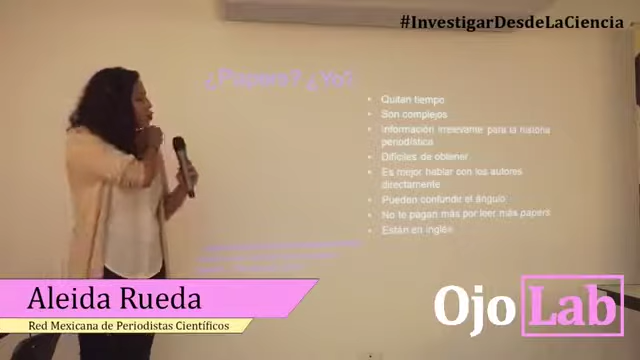 #InvestigarDesdeLaCiencia
¿Papers? ¿Yo?
• Quitan tiempo
• Son complejos
• Información irrelevante para la historia
periodística
• Difíciles de obtener
• Es mejor hablar con los autores
directamente
• Pueden confundir el ángulo
• No te pagan más por leer más papers
• Están en inglés
Aleida Rueda
Red Mexicana de Periodistas Científicos
Ojo Lab